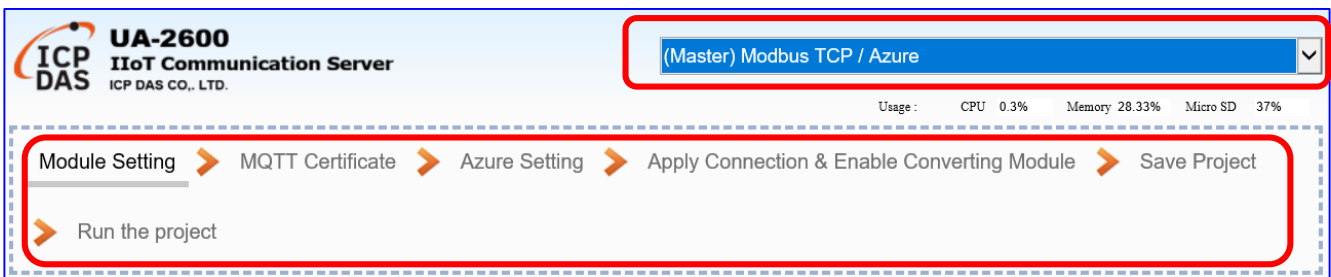 ICP
DAS
UA-2600
IIoT Communication Server
ICP DAS CO,. LTD.
(Master) Modbus TCP / Azure
Usage : CPU 0.3% Memory 28.33% Micro SD 37%
Module Setting MQTT Certificate Azure Setting Apply Connection & Enable Converting Module Save Project
Run the project